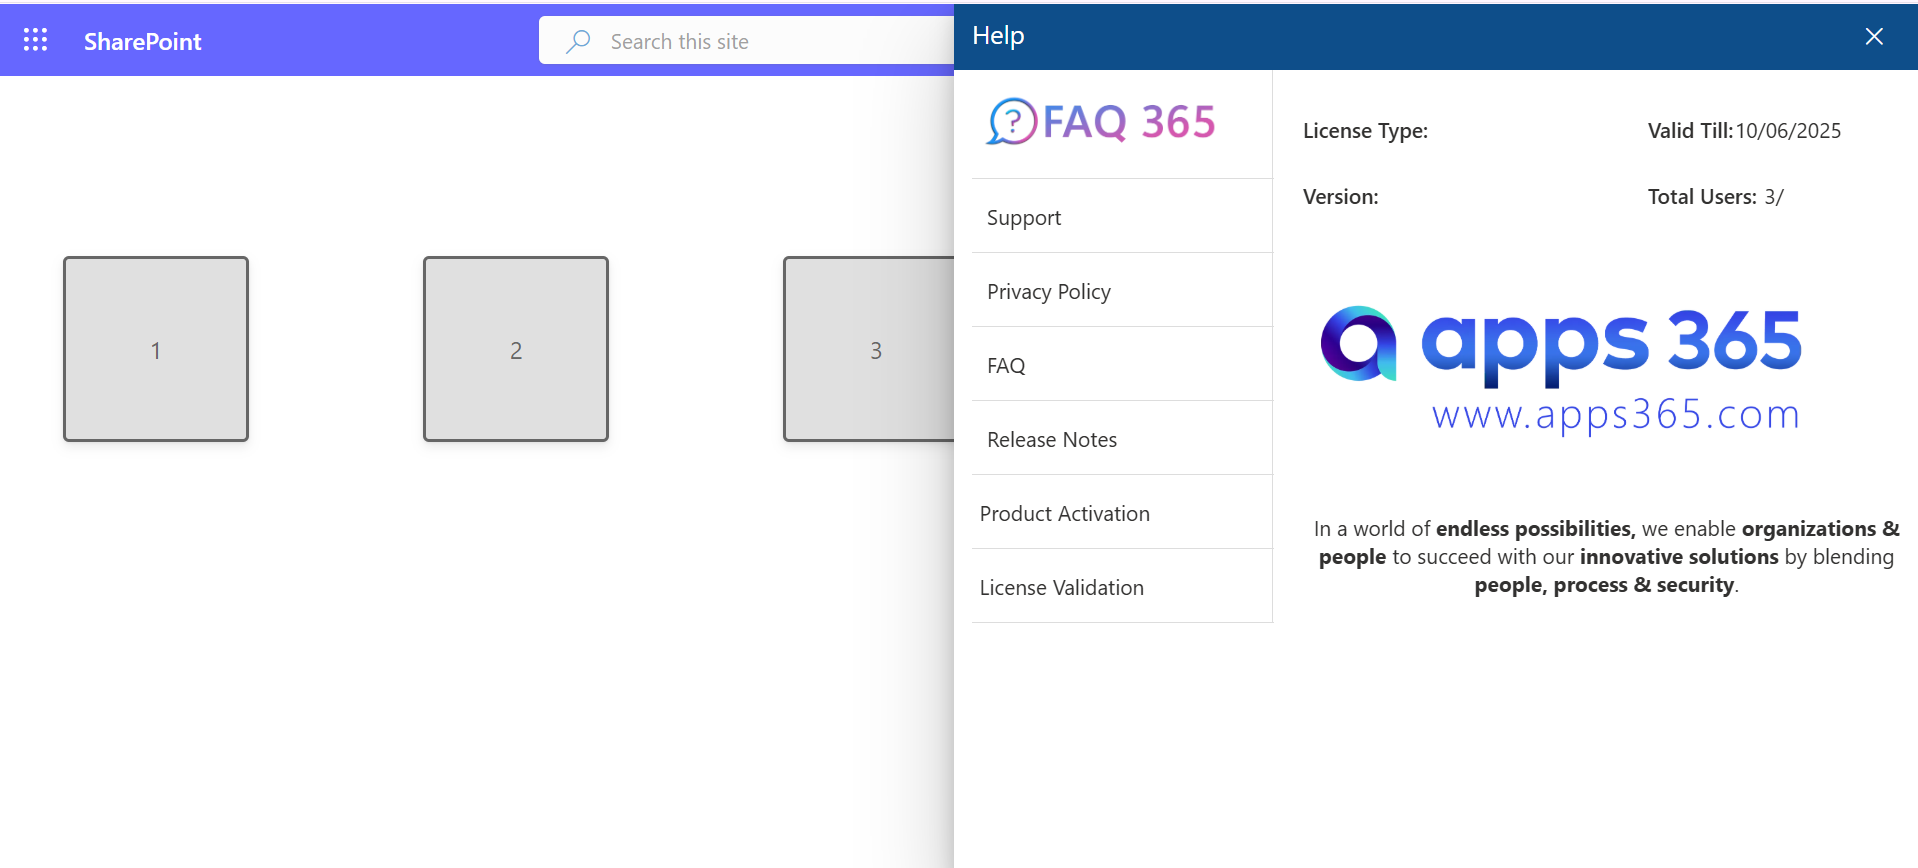 SharePoint
Search this site
Help
1
2
3
FAQ 365
Support
Privacy Policy
FAQ
Release Notes
Product Activation
License Validation
License Type:
Valid Till:10/06/2025
Version:
Total Users: 3/
apps 365
www.apps365.com
In a world of endless possibilities, we enable organizations &
people to succeed with our innovative solutions by blending
people, process & security.